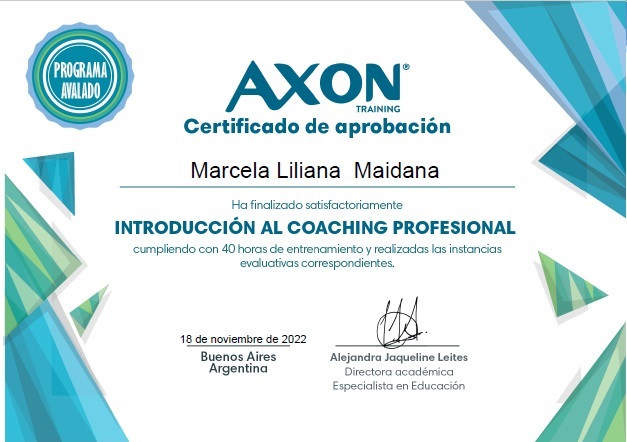 PROGRAMA
AVALADO
AXON®
TRAINING
Certificado de aprobación
Marcela Liliana Maidana
Ha finalizado satisfactoriamente
INTRODUCCIÓN AL COACHING PROFESIONAL
cumpliendo con 40 horas de entrenamiento y realizadas las instancias
evaluativas correspondientes.
18 de noviembre de 2022
Buenos Aires
Argentina
Alejandra Jaqueline Leites
Directora académica
Especialista en Educación